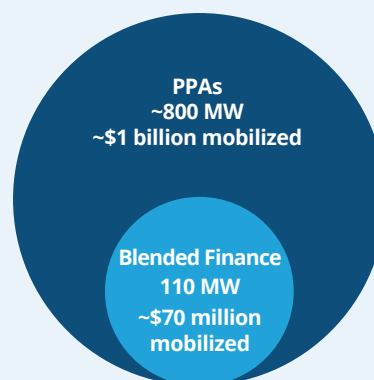 PPAs
~800 MW
~$1 billion mobilized
Blended Finance
110 MW
~$70 million
mobilized